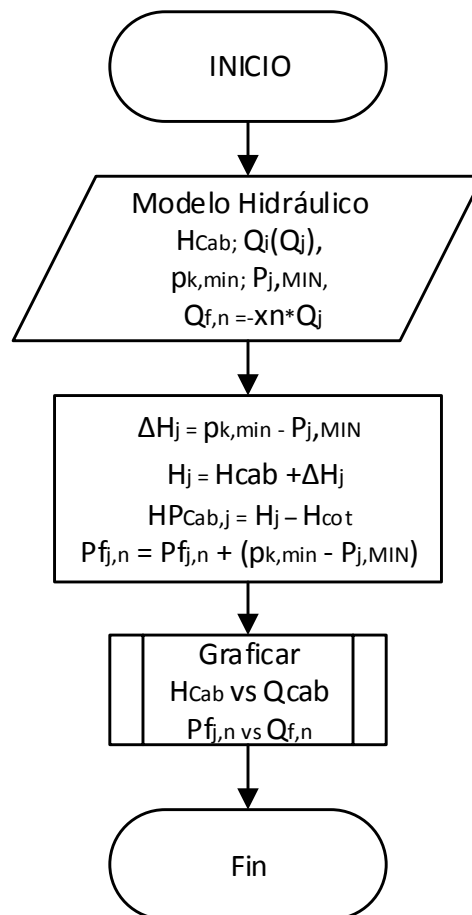 INICIO
Modelo Hidráulico
HCab; Qi(Qj),
pk,min; Pj,MIN,
Qf,n =-xn*Qj
ΔHj = pk,min - Pj,MIN
Hj = Hcab +ΔHj
HPCab,j = Hj – Hcot
Pfj,n = Pfj,n + (pk,min - Pj,MIN)
Graficar
HCab vs Qcab
Pfj,n vs Qf,n
Fin